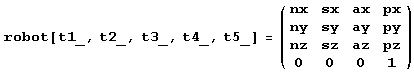 robot[t1_, t2_, t3_, t4_, t5_] = ( nx sx ax px
ny sy ay py
nz sz az pz
0 0 0 1 )